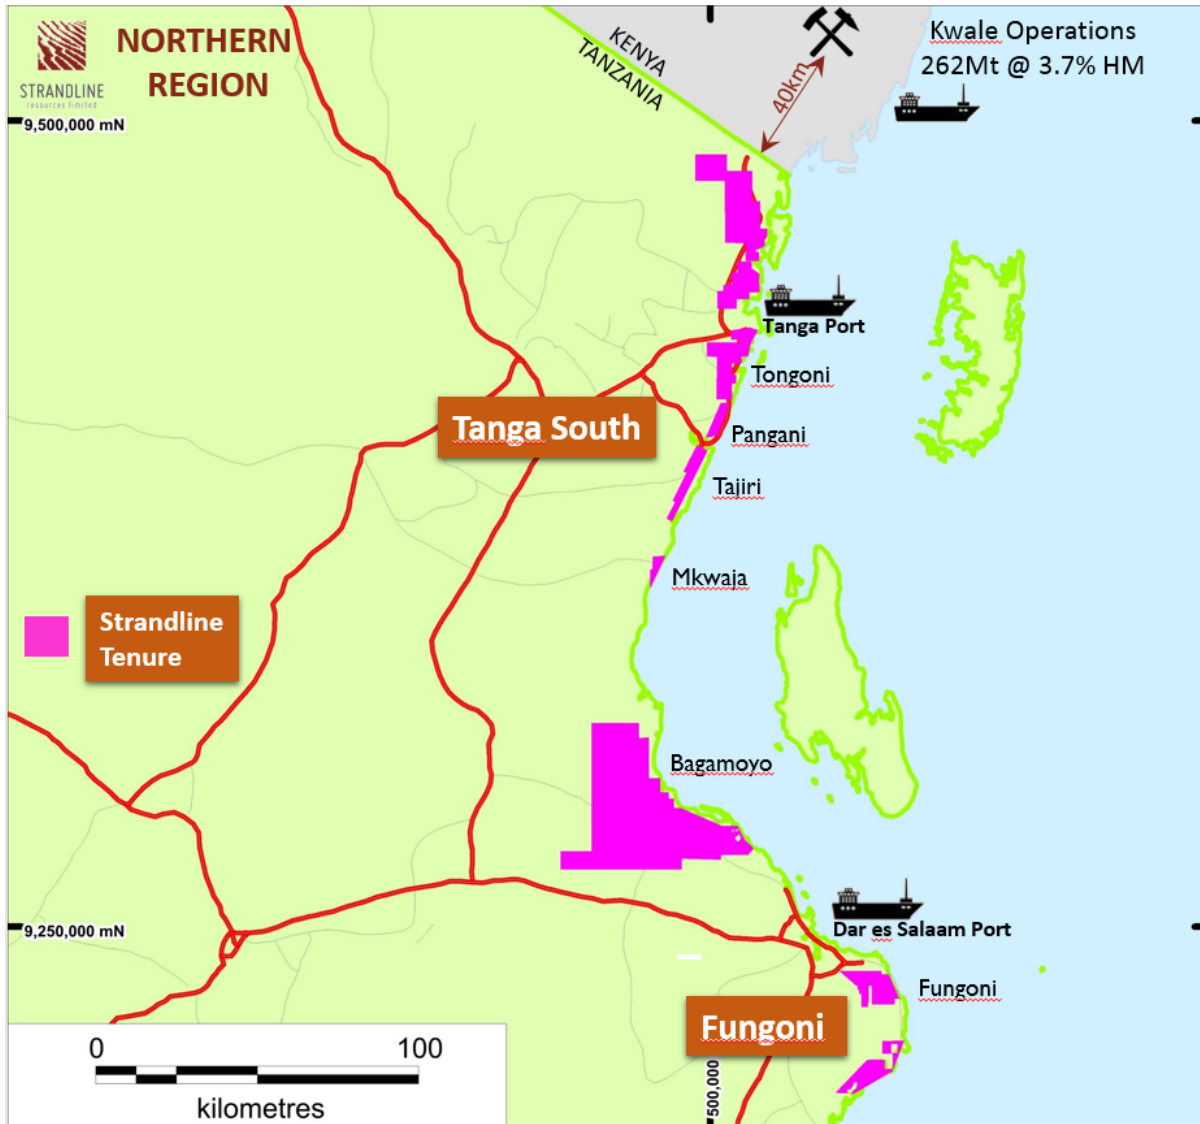 STRANDLINE
resources limited
NORTHERN
REGION
KENYA
TANZANIA
40km
Kwale Operations
262Mt @ 3.7% HM
9,500,000 mN
Tanga Port
Tongoni
Tanga South
Pangani
Tajiri
Mkwaja
Strandline
Tenure
Bagamoyo
9,250,000 mN
Dar es Salaam Port
Fungoni
Fungoni
0
100
kilometres
500,000